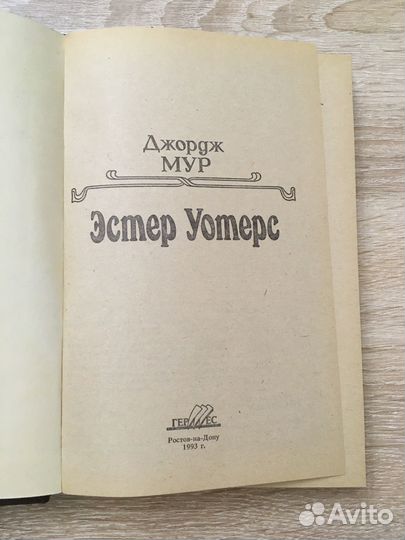 Джордж
МУР
Эстер Уотерс
ГЕРМЕС
Ростов-на-Дону
1993 г.
Avito